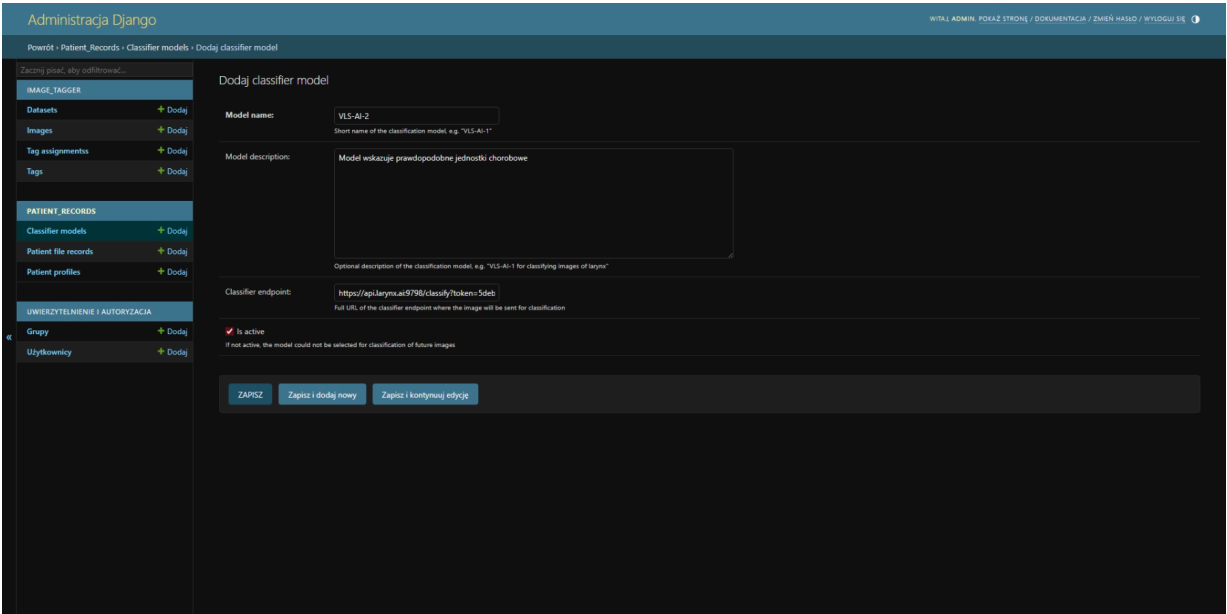 Administracja Django
WITAJ, ADMIN. POKAŻ STRONĘ / DOKUMENTACJA / ZMIEŃ HASŁO / WYLOGUJ SIĘ
Powrót › Patient_Records › Classifier models › Dodaj classifier model
Zacznij pisać, aby odfiltrować...
IMAGE_TAGGER
Datasets + Dodaj
Images + Dodaj
Tag assignmentss + Dodaj
Tags + Dodaj
PATIENT_RECORDS
Classifier models + Dodaj
Patient file records + Dodaj
Patient profiles + Dodaj
UWIERZYTELNIENIE I AUTORYZACJA
Grupy + Dodaj
Użytkownicy + Dodaj
«
Dodaj classifier model
Model name: VLS-AI-2
Short name of the classification model, e.g. "VLS-AI-1"
Model description: Model wskazuje prawdopodobne jednostki chorobowe
Optional description of the classification model, e.g. "VLS-AI-1 for classifying images of larynx"
Classifier endpoint: https://api.larynx.ai:9798/classify?token=5deb
Full URL of the classifier endpoint where the image will be sent for classification
Is active
If not active, the model could not be selected for classification of future images
ZAPISZ Zapisz i dodaj nowy Zapisz i kontynuuj edycję